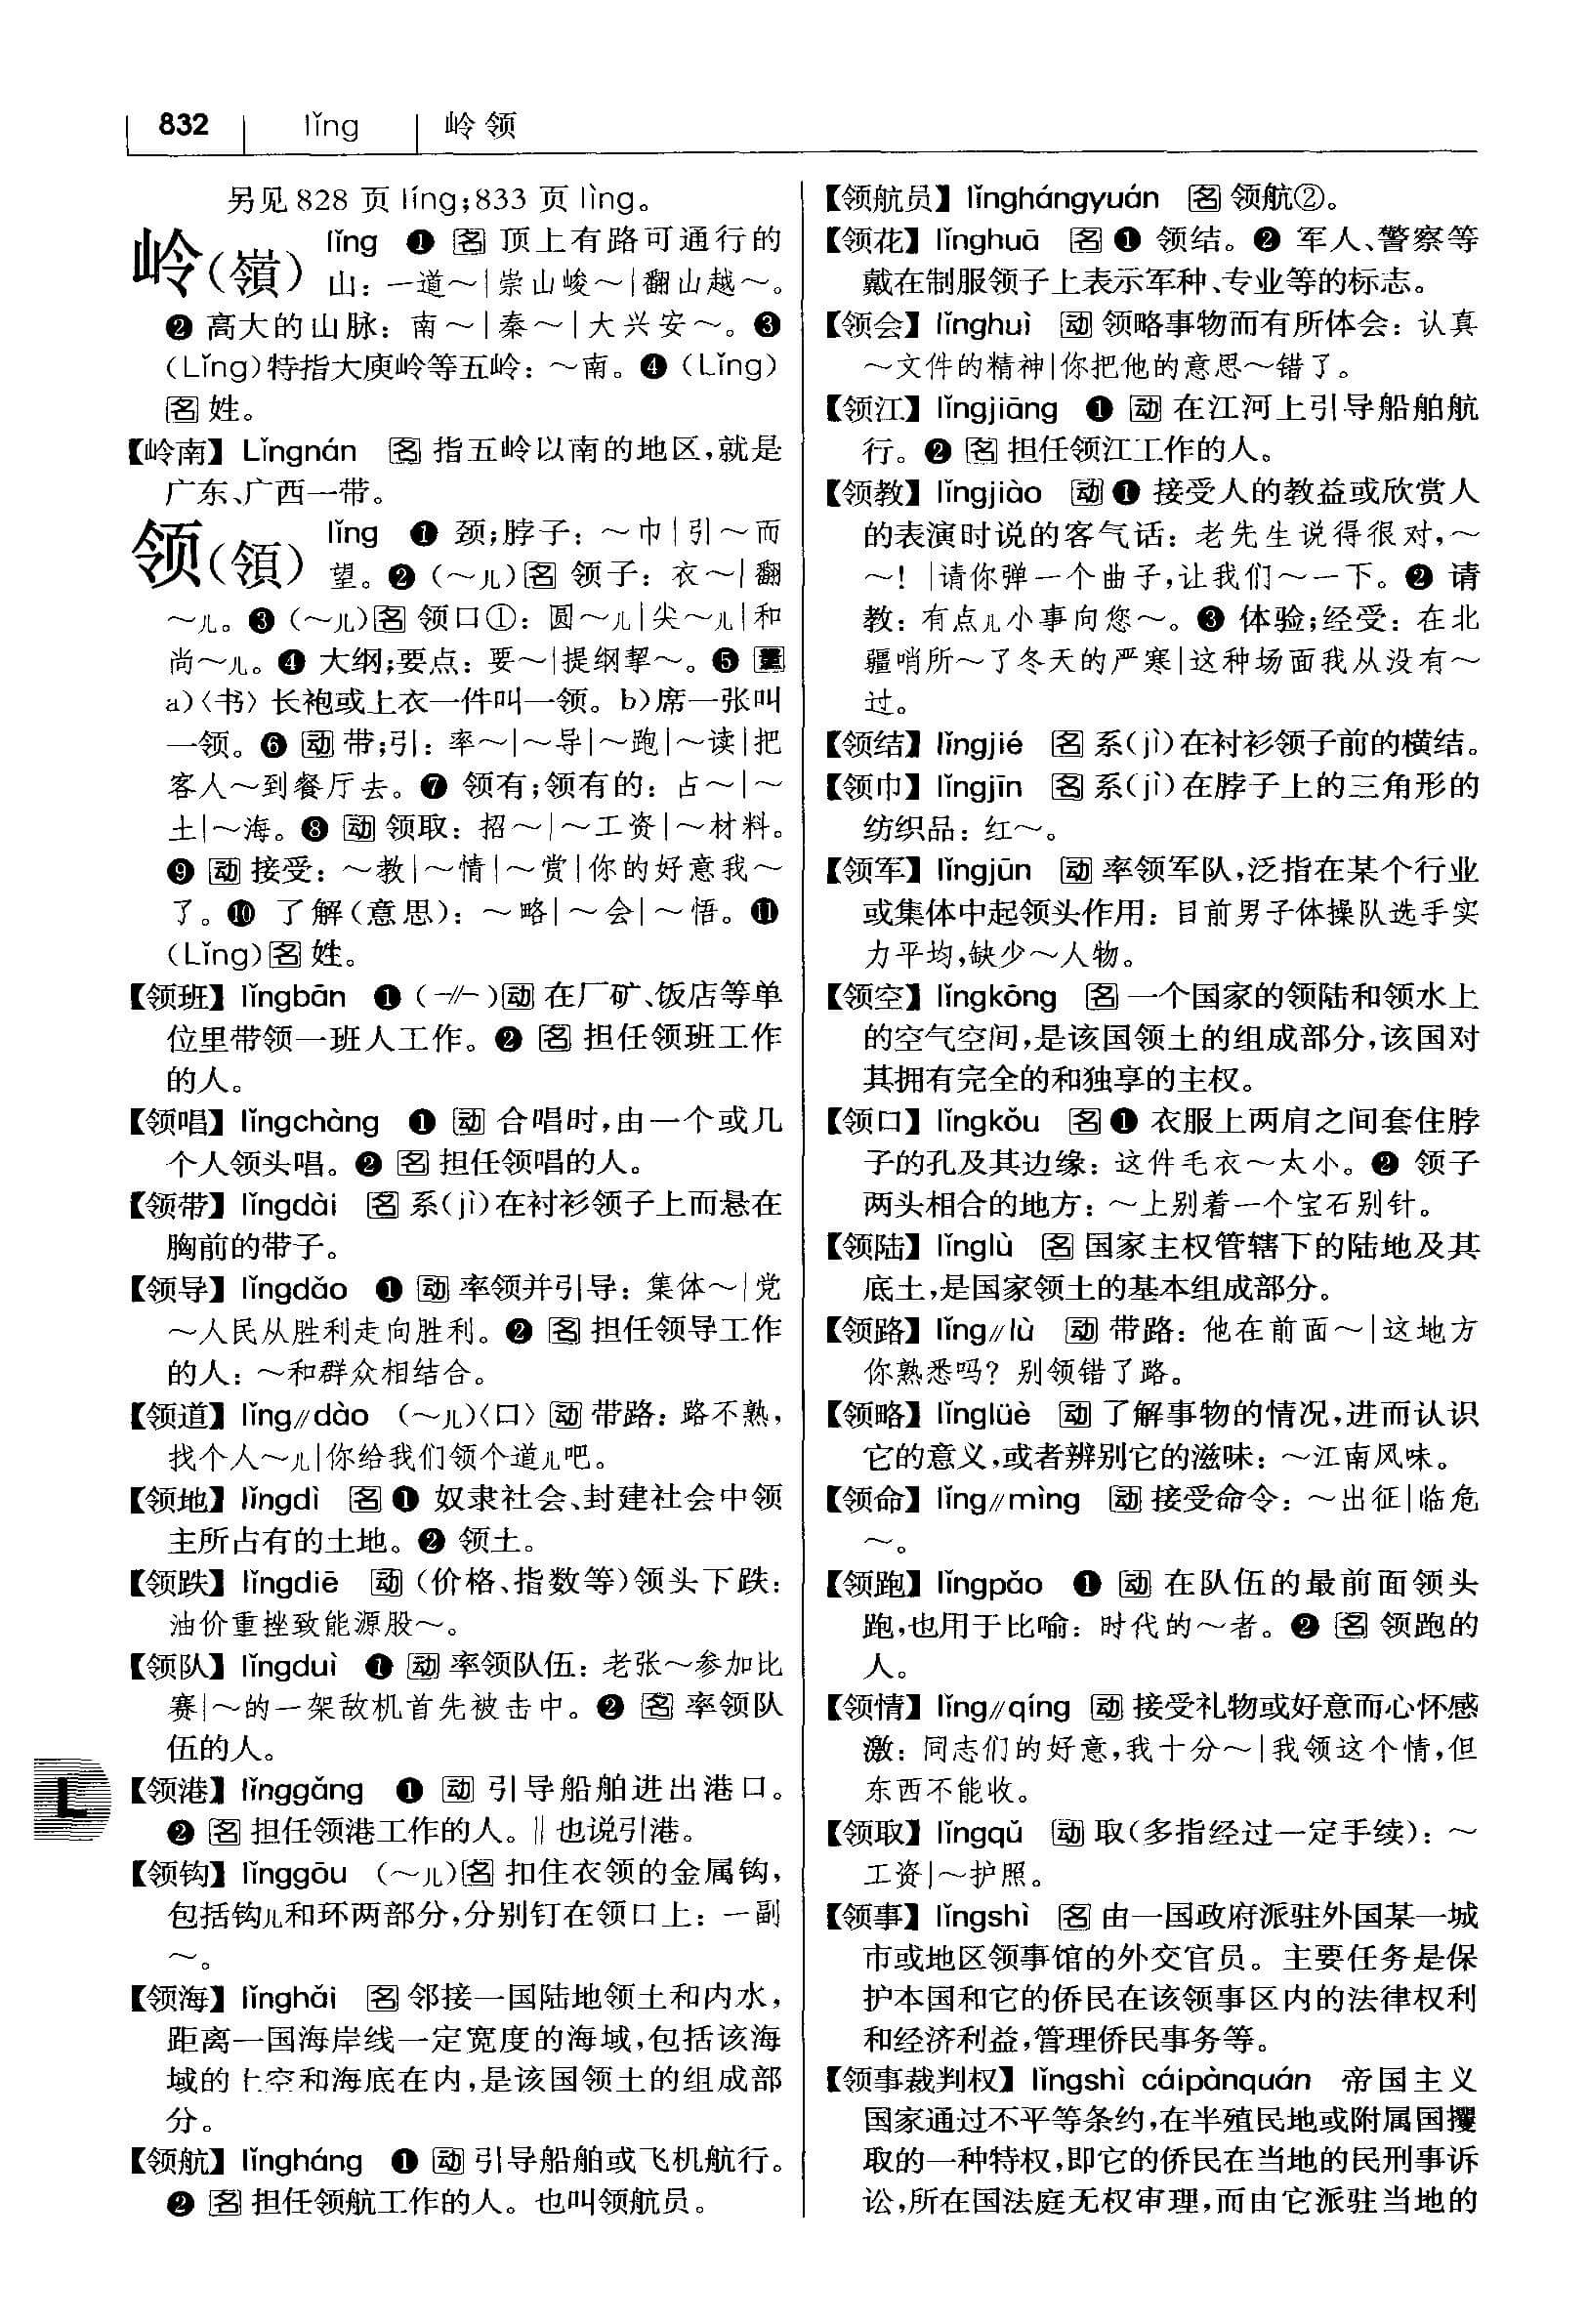 832 lǐng 岭领
另见 828 页 líng;833 页 lìng。
岭(嶺) lǐng ❶ 名 顶上有路可通行的
山：一道～|崇山峻～|翻山越～。
❷ 高大的山脉：南～|秦～|大兴安～。❸
(Lǐng)特指大庾岭等五岭：～南。❹ (Lǐng)
名 姓。
【岭南】 Lǐngnán 名 指五岭以南的地区,就是
广东、广西一带。
领(領) lǐng ❶ 颈;脖子：～巾|引～而
望。❷ (～儿)名 领子：衣～|翻
～儿。❸ (～儿)名 领口①：圆～儿|尖～儿|和
尚～儿。❹ 大纲;要点：要～|提纲挈～。❺ 量
a)〈书〉长袍或上衣一件叫一领。b)席一张叫
一领。❻ 动 带;引：率～|～导|～跑|～读|把
客人～到餐厅去。❼ 领有;领有的：占～|～
土|～海。❽ 动 领取：招～|～工资|～材料。
❾ 动 接受：～教|～情|～赏|你的好意我～
了。❿ 了解(意思)：～略|～会|～悟。⓫
(Lǐng)名 姓。
【领班】 lǐngbān ❶ (-//-)动 在厂矿、饭店等单
位里带领一班人工作。❷ 名 担任领班工作
的人。
【领唱】 lǐngchàng ❶ 动 合唱时,由一个或几
个人领头唱。❷ 名 担任领唱的人。
【领带】 lǐngdài 名 系(jì)在衬衫领子上而悬在
胸前的带子。
【领导】 lǐngdǎo ❶ 动 率领并引导：集体～|党
～人民从胜利走向胜利。❷ 名 担任领导工作
的人：～和群众相结合。
【领道】 lǐng//dào (～儿)〈口〉动 带路：路不熟,
找个人～儿|你给我们领个道儿吧。
【领地】 lǐngdì 名 ❶ 奴隶社会、封建社会中领
主所占有的土地。❷ 领土。
【领跌】 lǐngdiē 动 (价格、指数等)领头下跌：
油价重挫致能源股～。
【领队】 lǐngduì ❶ 动 率领队伍：老张～参加比
赛|～的一架敌机首先被击中。❷ 名 率领队
伍的人。
【领港】 lǐnggǎng ❶ 动 引导船舶进出港口。
❷ 名 担任领港工作的人。‖也说引港。
【领钩】 lǐnggōu (～儿)名 扣住衣领的金属钩,
包括钩儿和环两部分,分别钉在领口上：一副
～。
【领海】 lǐnghǎi 名 邻接一国陆地领土和内水,
距离一国海岸线一定宽度的海域,包括该海
域的上空和海底在内,是该国领土的组成部
分。
【领航】 lǐngháng ❶ 动 引导船舶或飞机航行。
❷ 名 担任领航工作的人。也叫领航员。
L
【领航员】 lǐnghángyuán 名 领航②。
【领花】 lǐnghuā 名 ❶ 领结。❷ 军人、警察等
戴在制服领子上表示军种、专业等的标志。
【领会】 lǐnghuì 动 领略事物而有所体会：认真
～文件的精神|你把他的意思～错了。
【领江】 lǐngjiāng ❶ 动 在江河上引导船舶航
行。❷ 名 担任领江工作的人。
【领教】 lǐngjiào 动 ❶ 接受人的教益或欣赏人
的表演时说的客气话：老先生说得很对,～
～！|请你弹一个曲子,让我们～一下。❷ 请
教：有点儿小事向您～。❸ 体验;经受：在北
疆哨所～了冬天的严寒|这种场面我从没有～
过。
【领结】 lǐngjié 名 系(jì)在衬衫领子前的横结。
【领巾】 lǐngjīn 名 系(jì)在脖子上的三角形的
纺织品：红～。
【领军】 lǐngjūn 动 率领军队,泛指在某个行业
或集体中起领头作用：目前男子体操队选手实
力平均,缺少～人物。
【领空】 lǐngkōng 名 一个国家的领陆和领水上
的空气空间,是该国领土的组成部分,该国对
其拥有完全的和独享的主权。
【领口】 lǐngkǒu 名 ❶ 衣服上两肩之间套住脖
子的孔及其边缘：这件毛衣～太小。❷ 领子
两头相合的地方：～上别着一个宝石别针。
【领陆】 lǐnglù 名 国家主权管辖下的陆地及其
底土,是国家领土的基本组成部分。
【领路】 lǐng//lù 动 带路：他在前面～|这地方
你熟悉吗？别领错了路。
【领略】 lǐnglüè 动 了解事物的情况,进而认识
它的意义,或者辨别它的滋味：～江南风味。
【领命】 lǐng//mìng 动 接受命令：～出征|临危
～。
【领跑】 lǐngpǎo ❶ 动 在队伍的最前面领头
跑,也用于比喻：时代的～者。❷ 名 领跑的
人。
【领情】 lǐng//qíng 动 接受礼物或好意而心怀感
激：同志们的好意,我十分～|我领这个情,但
东西不能收。
【领取】 lǐngqǔ 动 取(多指经过一定手续)：～
工资|～护照。
【领事】 lǐngshì 名 由一国政府派驻外国某一城
市或地区领事馆的外交官员。主要任务是保
护本国和它的侨民在该领事区内的法律权利
和经济利益,管理侨民事务等。
【领事裁判权】 lǐngshì cáipànquán 帝国主义
国家通过不平等条约,在半殖民地或附属国攫
取的一种特权,即它的侨民在当地的民刑事诉
讼,所在国法庭无权审理,而由它派驻当地的